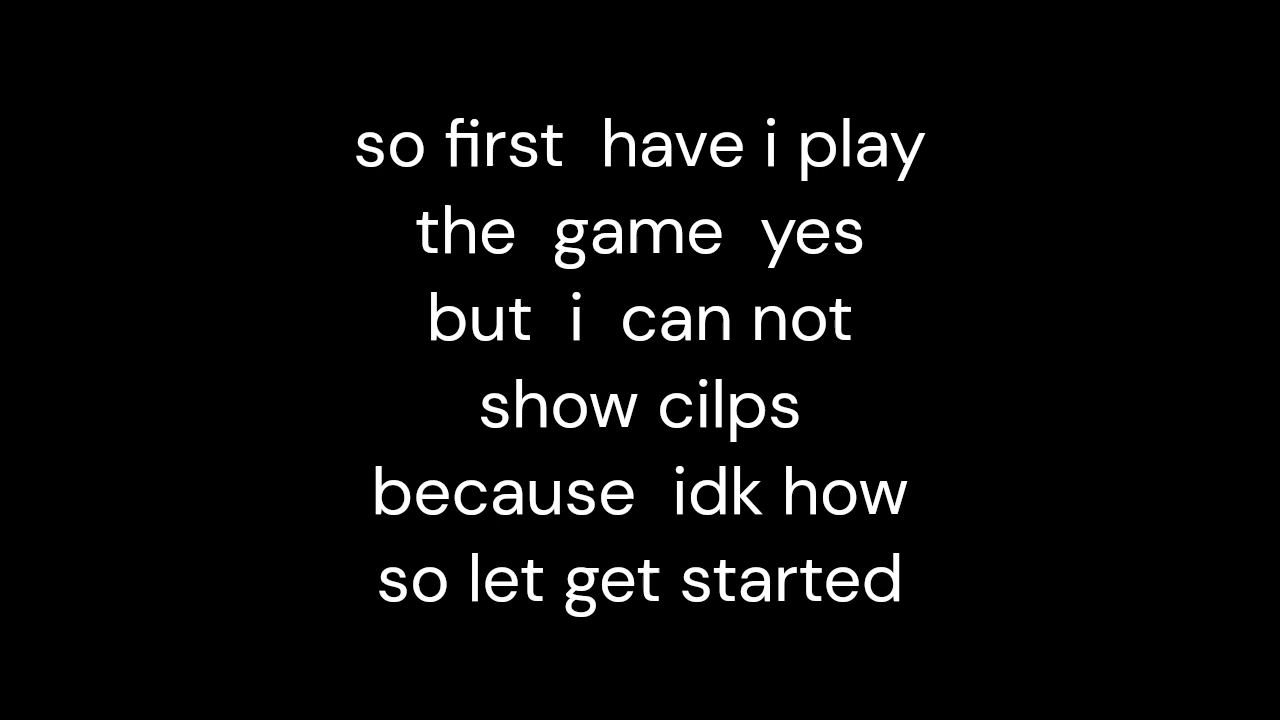 so first  have i play
the  game  yes
but  i  can not
show cilps
because  idk how
so let get started